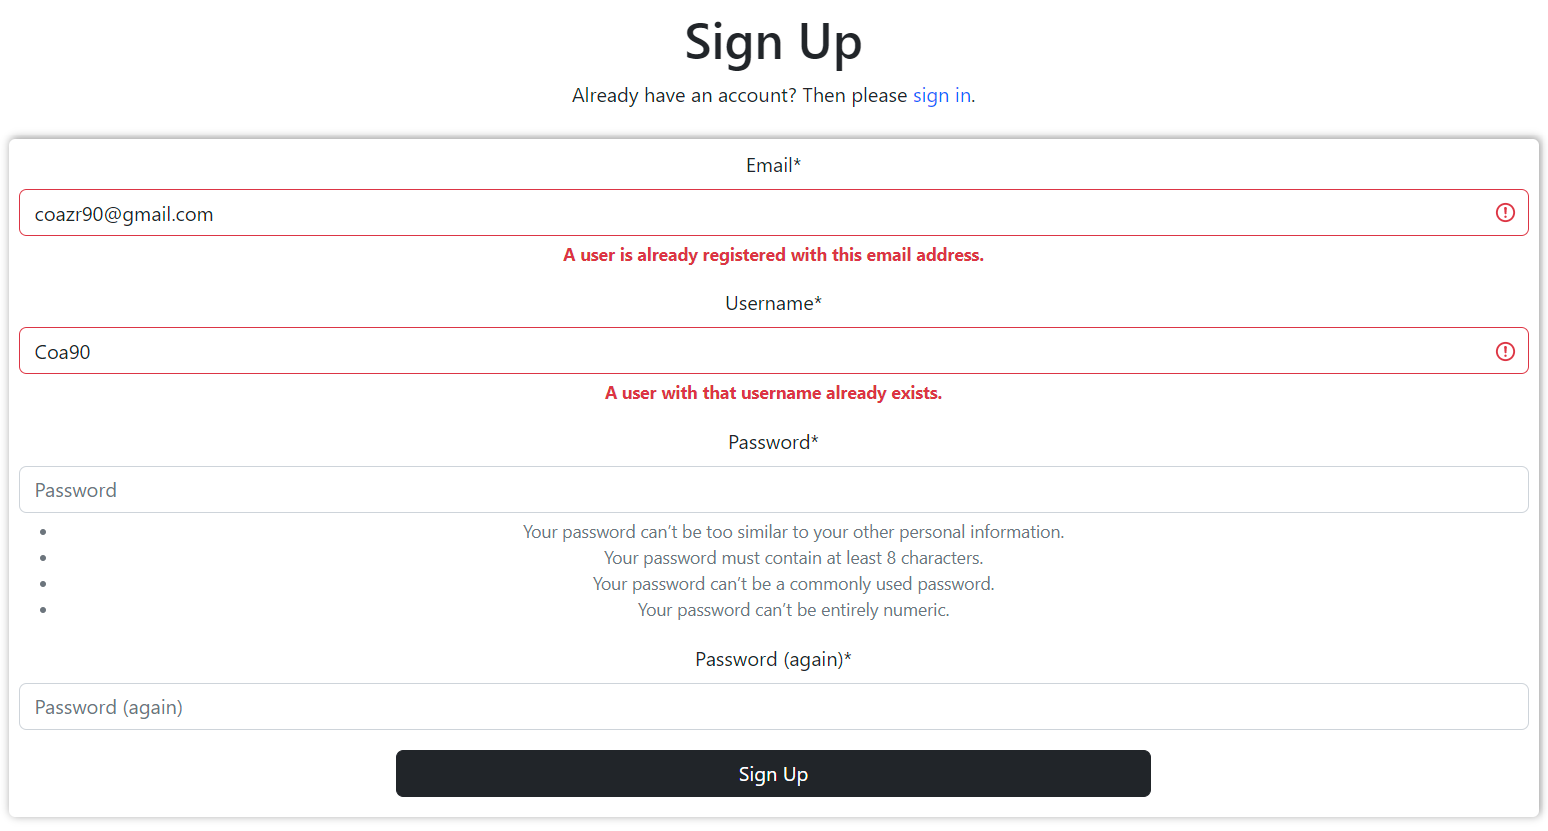 Sign Up
Already have an account? Then please sign in.
Email*
coazr90@gmail.com
A user is already registered with this email address.
Username*
Coa90
A user with that username already exists.
Password*
Password
• Your password can’t be too similar to your other personal information.
• Your password must contain at least 8 characters.
• Your password can’t be a commonly used password.
• Your password can’t be entirely numeric.
Password (again)*
Password (again)
Sign Up